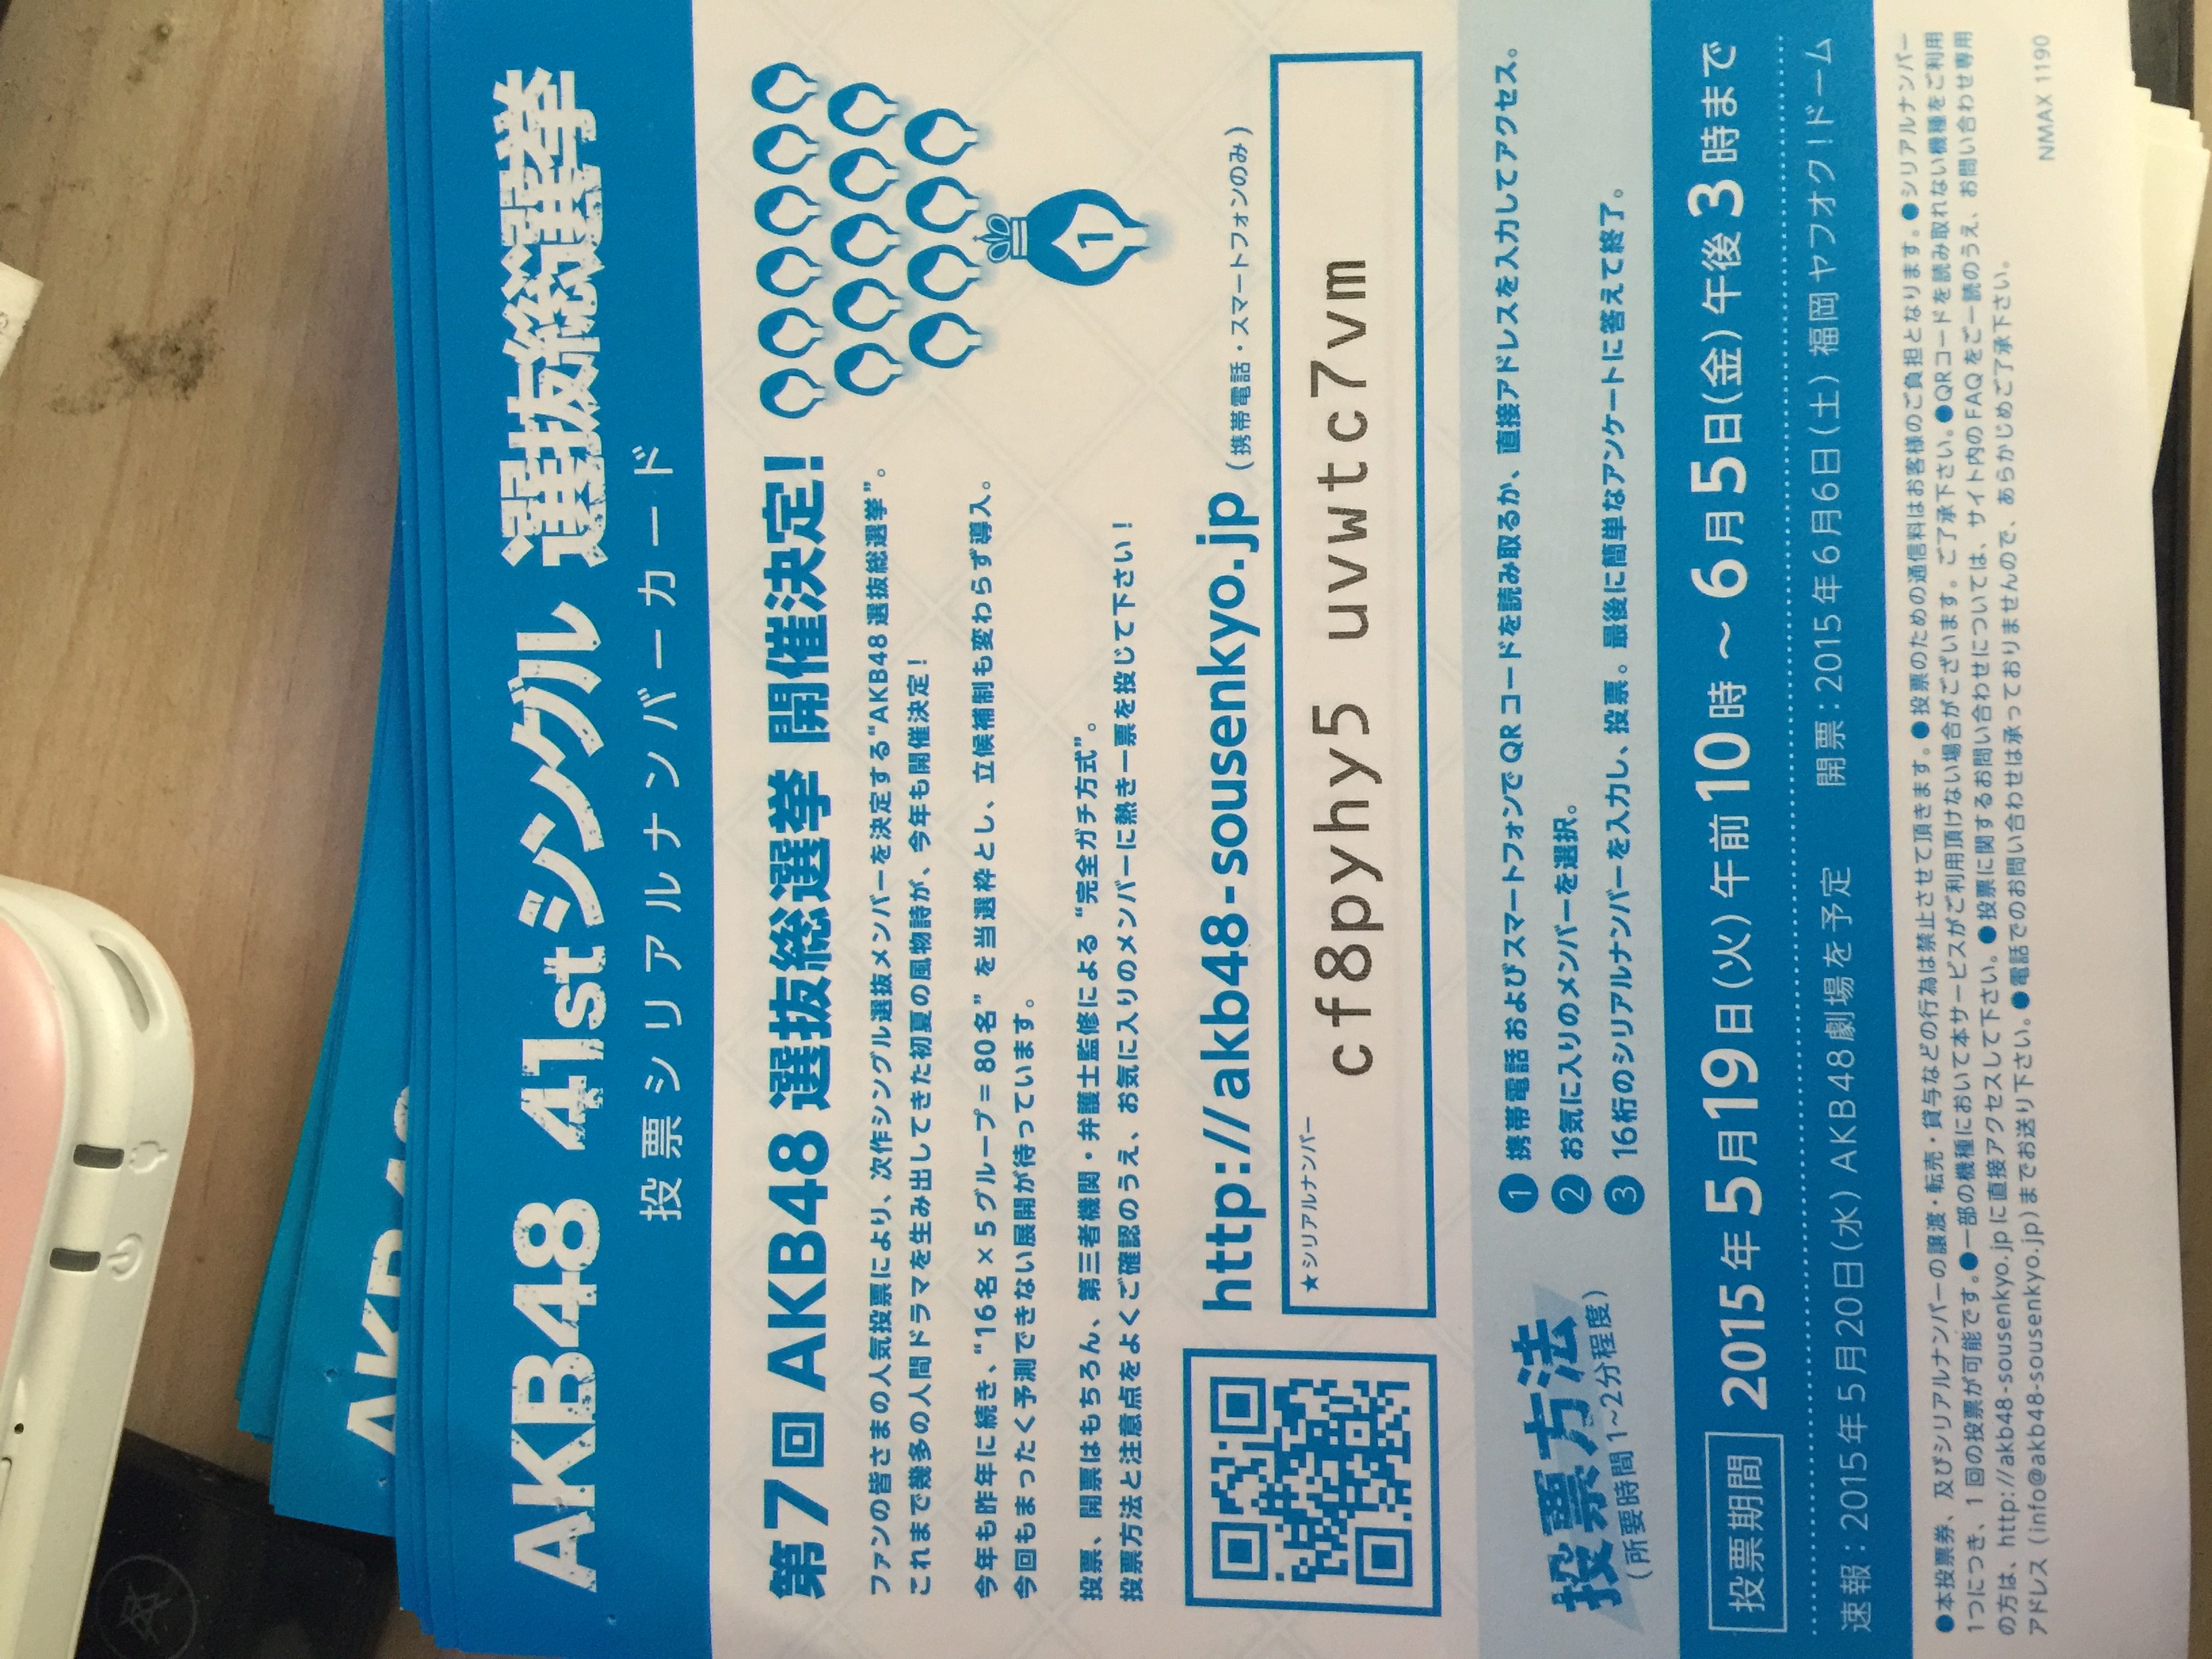 AKB48
AKB48 41stシングル 選抜総選挙
投票シリアルナンバーカード
第7回 AKB48 選抜総選挙 開催決定!
ファンの皆さまの人気投票により、次作シングル選抜メンバーを決定する“AKB48 選抜総選挙”。
これまで幾多の人間ドラマを生み出してきた初夏の風物詩が、今年も開催決定！
今年も昨年に続き、“16名×5グループ＝80名” を当選枠とし、立候補制も変わらず導入。
今回もまったく予測できない展開が待っています。
投票、開票はもちろん、第三者機関・弁護士監修による “完全ガチ方式”。
投票方法と注意点をよくご確認のうえ、お気に入りのメンバーに熱き一票を投じて下さい！
1
http://akb48-sousenkyo.jp (携帯電話・スマートフォンのみ)
★シリアルナンバー
cf8pyhy5 uvwtc7vm
投票方法
(所要時間 1~2分程度)
1 携帯電話 およびスマートフォンで QR コードを読み取るか、直接アドレスを入力してアクセス。
2 お気に入りのメンバーを選択。
3 16桁のシリアルナンバーを入力し、投票。最後に簡単なアンケートに答えて終了。
投票期間 2015年5月19日(火)午前10時 ～ 6月5日(金)午後3時まで
速報：2015年5月20日(水) AKB48劇場を予定 開票：2015年6月6日(土) 福岡ヤフオク！ドーム
●本投票券、及びシリアルナンバーの譲渡・転売・貸与などの行為は禁止させて頂きます。●投票のための通信料はお客様のご負担となります。●シリアルナンバー
1つにつき、1回の投票が可能です。●一部の機種において本サービスがご利用頂けない場合がございます。ご了承下さい。●QRコードを読み取れない機種をご利用
の方は、http://akb48-sousenkyo.jpに直接アクセスして下さい。●投票に関するお問い合わせについては、サイト内のFAQをご一読のうえ、お問い合わせ専用
アドレス (info@akb48-sousenkyo.jp)までお送り下さい。●電話でのお問い合わせは承っておりませんので、あらかじめご了承下さい。
NMAX 1190